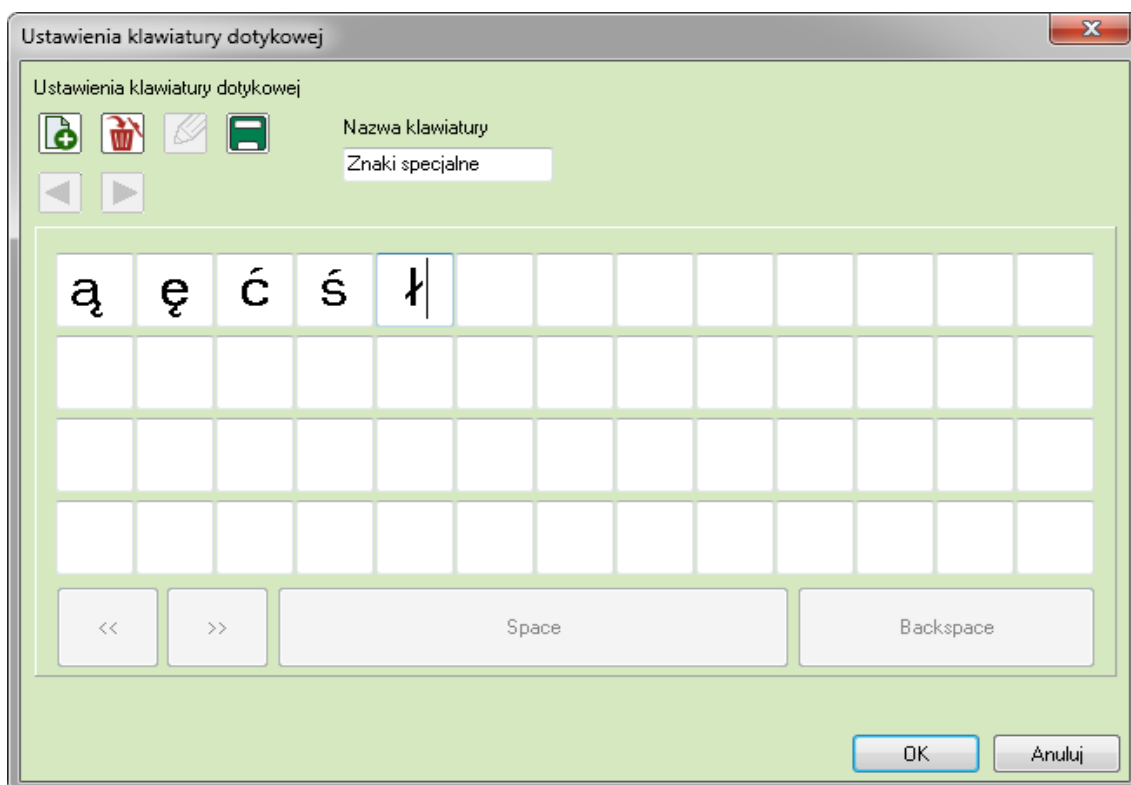 Ustawienia klawiatury dotykowej
Ustawienia klawiatury dotykowej
Nazwa klawiatury
Znaki specjalne
ą ę ć ś ł
<< >> Space Backspace
OK Anuluj